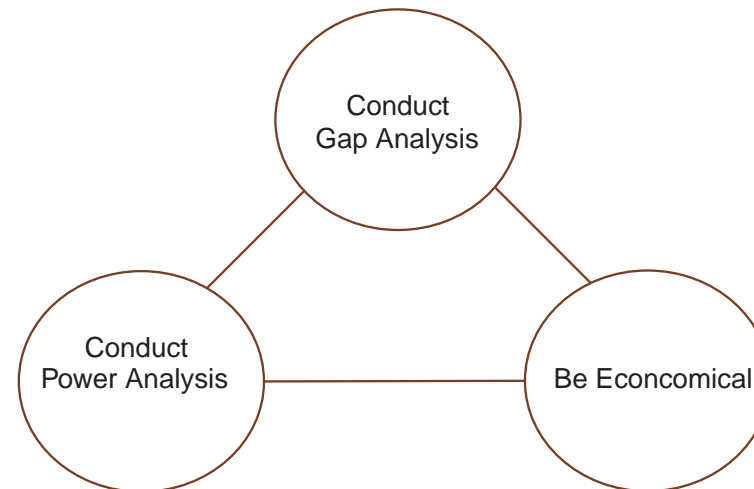 Conduct
Gap Analysis
Conduct
Power Analysis
Be Econcomical